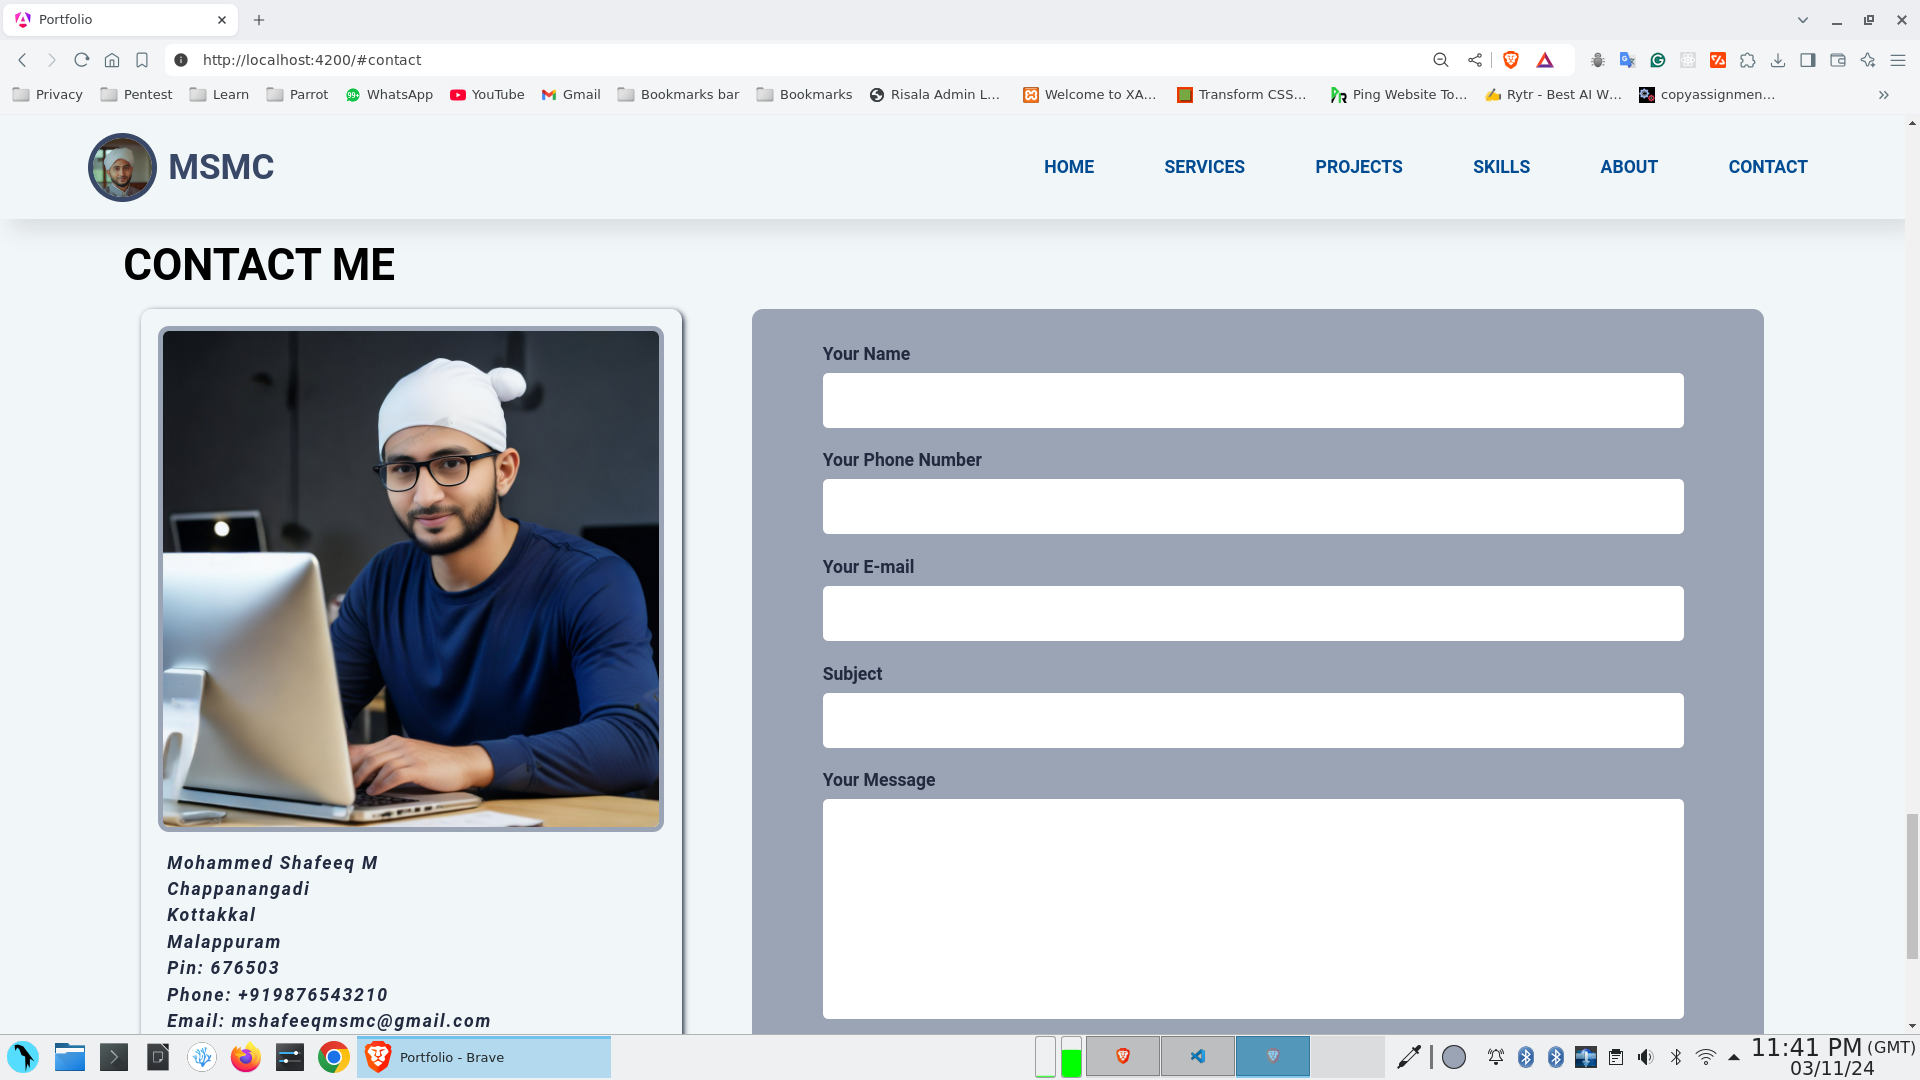 Portfolio
http://localhost:4200/#contact
Privacy Pentest Learn Parrot WhatsApp YouTube Gmail Bookmarks bar Bookmarks Risala Admin L... Welcome to XA... Transform CSS... Ping Website To... Rytr - Best AI W... copyassignmen...
MSMC HOME SERVICES PROJECTS SKILLS ABOUT CONTACT
CONTACT ME
Mohammed Shafeeq M
Chappanangadi
Kottakkal
Malappuram
Pin: 676503
Phone: +919876543210
Email: mshafeeqmsmc@gmail.com
Your Name
Your Phone Number
Your E-mail
Subject
Your Message
Portfolio - Brave
11:41 PM (GMT)
03/11/24